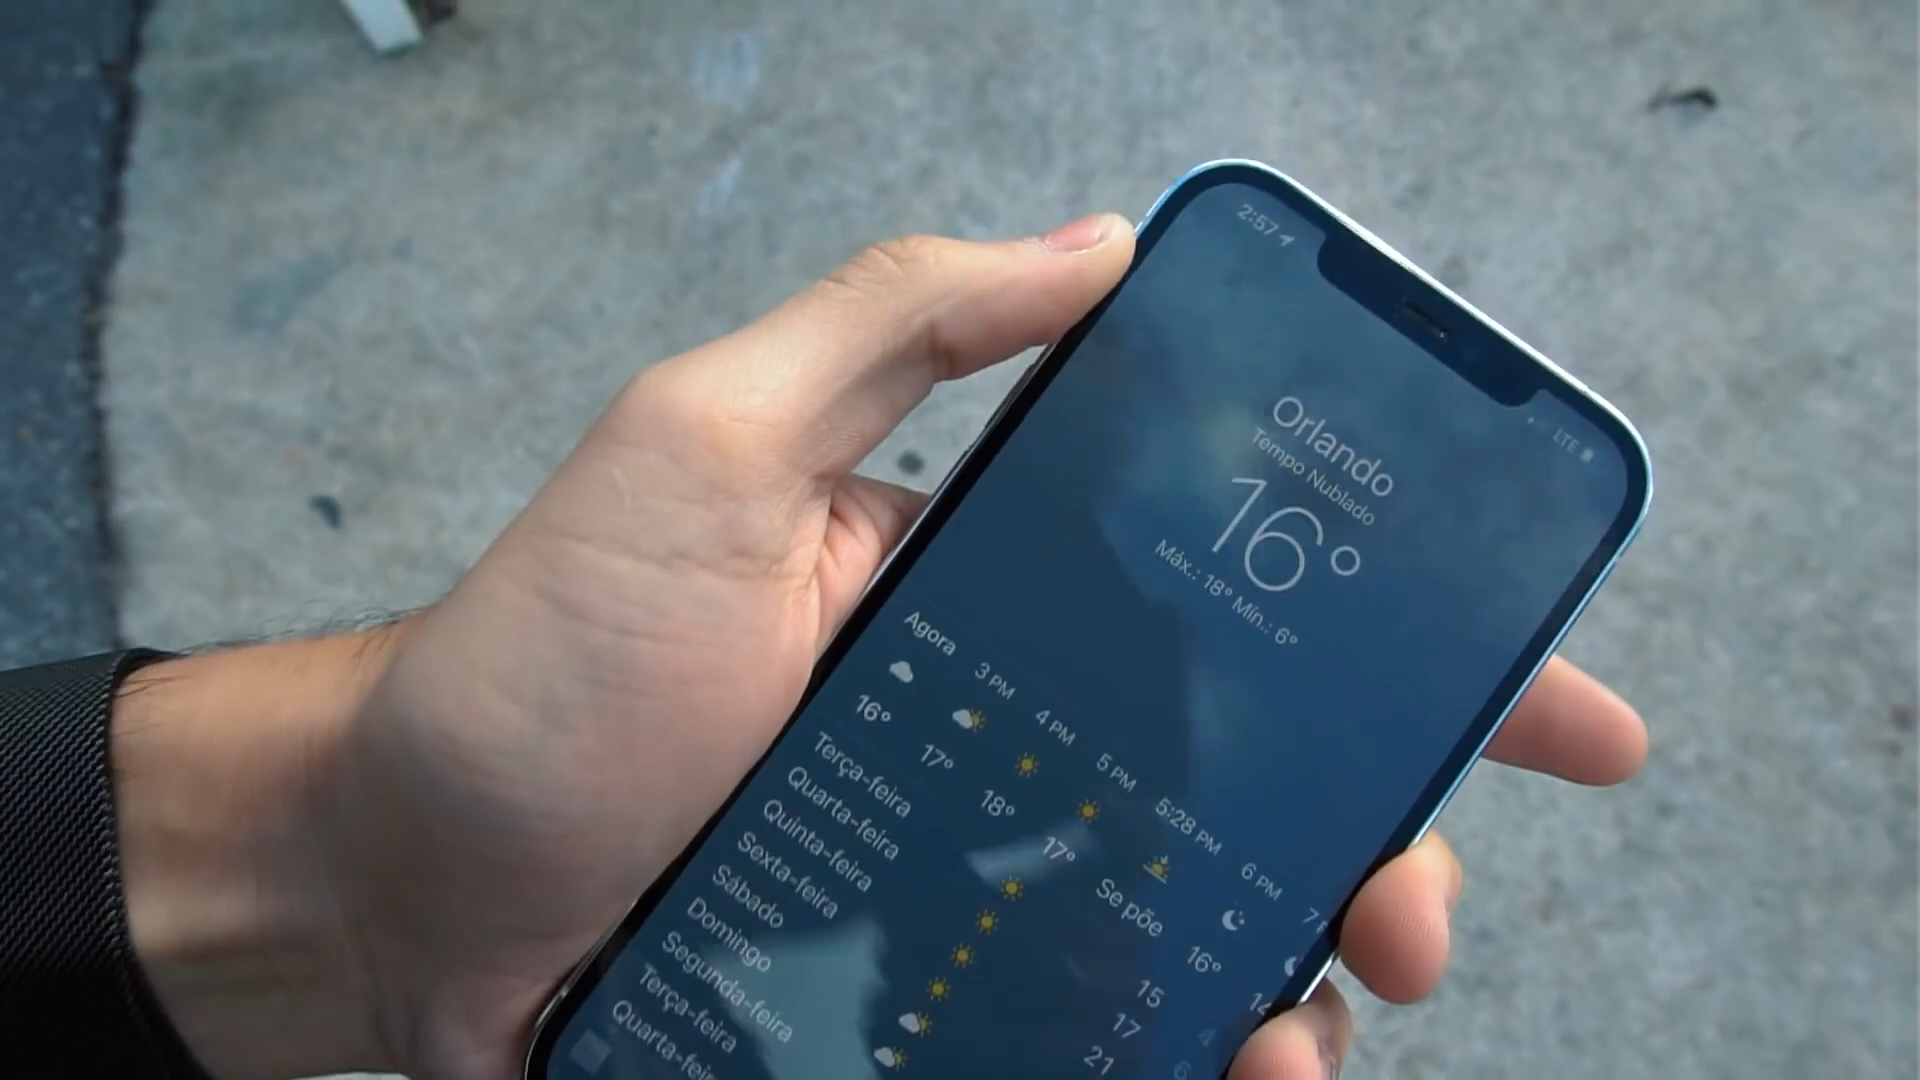 2:57
LTE
Orlando
Tempo Nublado
16°
Máx.: 18° Mín.: 6°
Agora 3 PM 4 PM 5 PM 5:28 PM 6 PM
16° 17° 18° 17° Se põe 16°
Terça-feira 15
Quarta-feira 17
Quinta-feira 21
Sexta-feira
Sábado
Domingo
Segunda-feira
Terça-feira